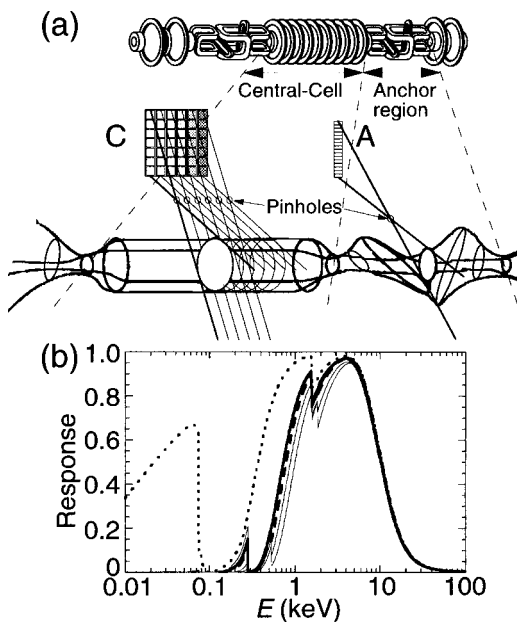 (a)
Central-Cell
Anchor region
C
A
Pinholes
(b)
Response
1.0
0.8
0.6
0.4
0.2
0
0.01
0.1
1
10
100
E (keV)